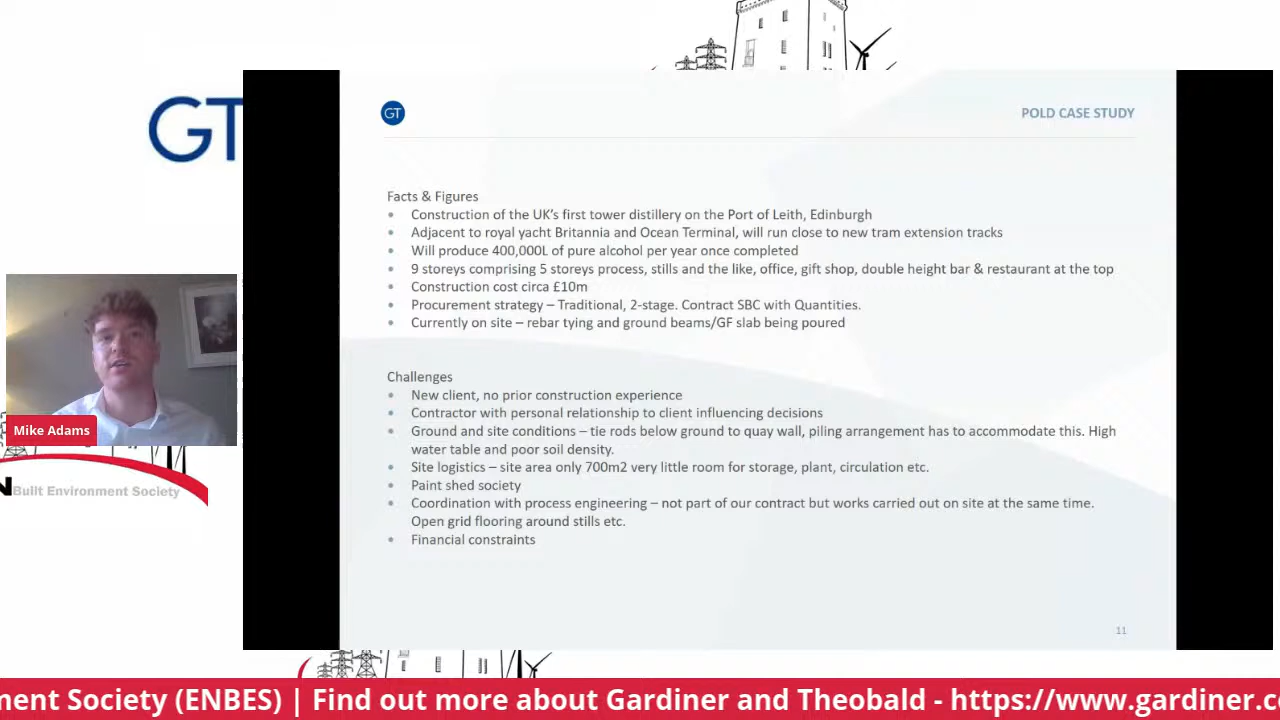 GT
GT
POLD CASE STUDY
Facts & Figures
• Construction of the UK's first tower distillery on the Port of Leith, Edinburgh
• Adjacent to royal yacht Britannia and Ocean Terminal, will run close to new tram extension tracks
• Will produce 400,000L of pure alcohol per year once completed
• 9 storeys comprising 5 storeys process, stills and the like, office, gift shop, double height bar & restaurant at the top
• Construction cost circa £10m
• Procurement strategy – Traditional, 2-stage. Contract SBC with Quantities.
• Currently on site – rebar tying and ground beams/GF slab being poured
Challenges
• New client, no prior construction experience
• Contractor with personal relationship to client influencing decisions
• Ground and site conditions – tie rods below ground to quay wall, piling arrangement has to accommodate this. High
water table and poor soil density.
• Site logistics – site area only 700m2 very little room for storage, plant, circulation etc.
• Paint shed society
• Coordination with process engineering – not part of our contract but works carried out on site at the same time.
Open grid flooring around stills etc.
• Financial constraints
11
Mike Adams
N Built Environment Society
ment Society (ENBES) | Find out more about Gardiner and Theobald - https://www.gardiner.c